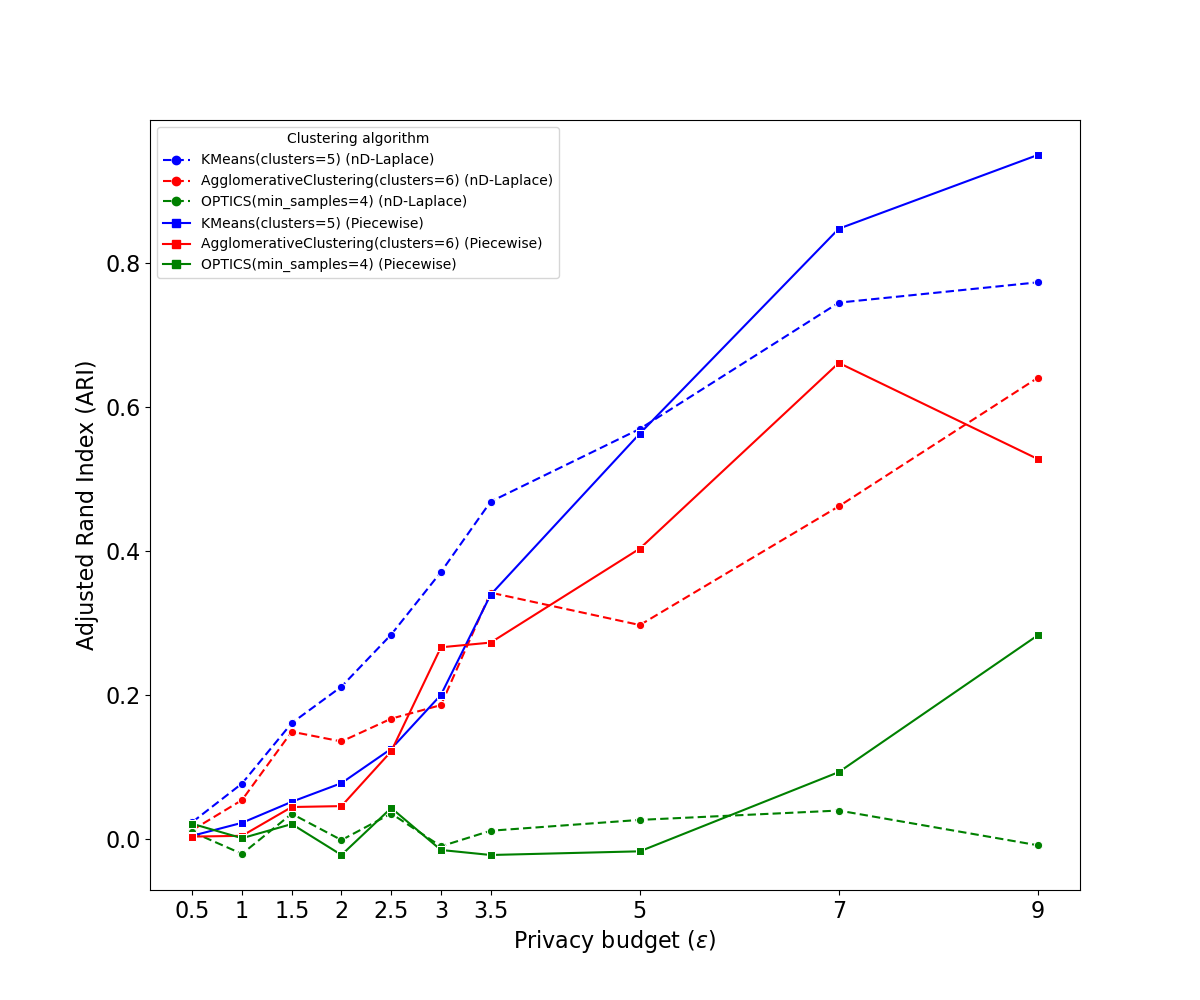 Clustering algorithm
KMeans(clusters=5) (nD-Laplace)
AgglomerativeClustering(clusters=6) (nD-Laplace)
OPTICS(min_samples=4) (nD-Laplace)
KMeans(clusters=5) (Piecewise)
AgglomerativeClustering(clusters=6) (Piecewise)
OPTICS(min_samples=4) (Piecewise)
Adjusted Rand Index (ARI)
0.8
0.6
0.4
0.2
0.0
0.5 1 1.5 2 2.5 3 3.5 5 7 9
Privacy budget (ε)